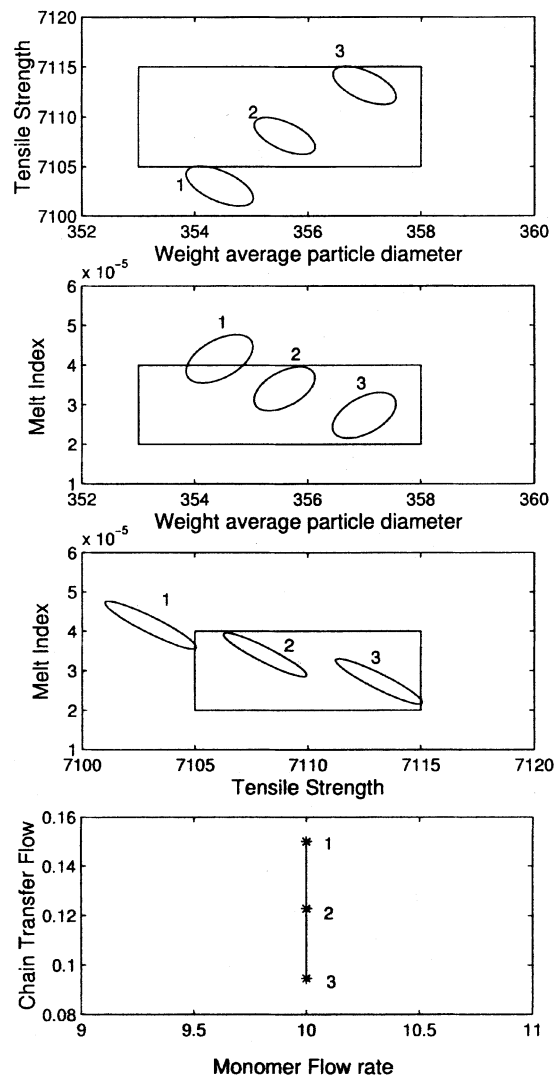 7120
7115
7110
7105
7100
Tensile Strength
1
2
3
352 354 356 358 360
Weight average particle diameter
x 10⁻⁵
6
5
4
3
2
1
Melt Index
1
2
3
352 354 356 358 360
Weight average particle diameter
x 10⁻⁵
6
5
4
3
2
1
Melt Index
1
2
3
7100 7105 7110 7115 7120
Tensile Strength
0.16
0.14
0.12
0.1
0.08
Chain Transfer Flow
1
2
3
9 9.5 10 10.5 11
Monomer Flow rate